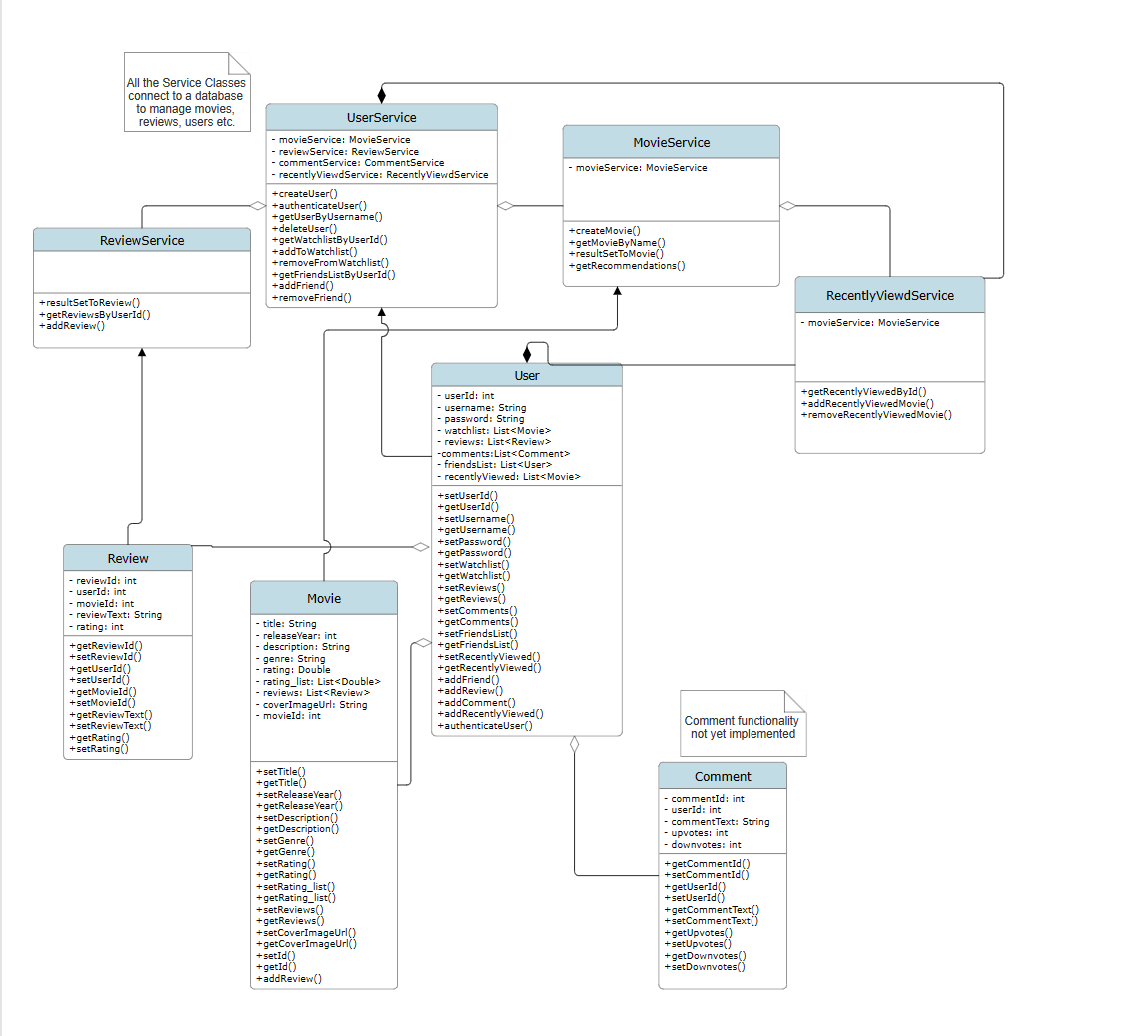 All the Service Classes
connect to a database
to manage movies,
reviews, users etc.
UserService
- movieService: MovieService
- reviewService: ReviewService
- commentService: CommentService
- recentlyViewdService: RecentlyViewdService
+createUser()
+authenticateUser()
+getUserByUsername()
+deleteUser()
+getWatchlistByUserId()
+addToWatchlist()
+removeFromWatchlist()
+getFriendsListByUserId()
+addFriend()
+removeFriend()
MovieService
- movieService: MovieService
+createMovie()
+getMovieByName()
+resultSetToMovie()
+getRecommendations()
ReviewService
+resultSetToReview()
+getReviewsByUserId()
+addReview()
RecentlyViewdService
- movieService: MovieService
+getRecentlyViewedById()
+addRecentlyViewedMovie()
+removeRecentlyViewedMovie()
User
- userId: int
- username: String
- password: String
- watchlist: List<Movie>
- reviews: List<Review>
-comments:List<Comment>
- friendsList: List<User>
- recentlyViewed: List<Movie>
+setUserId()
+getUserId()
+setUsername()
+getUsername()
+setPassword()
+getPassword()
+setWatchlist()
+getWatchlist()
+setReviews()
+getReviews()
+setComments()
+getComments()
+setFriendsList()
+getFriendsList()
+setRecentlyViewed()
+getRecentlyViewed()
+addFriend()
+addReview()
+addComment()
+addRecentlyViewed()
+authenticateUser()
Review
- reviewId: int
- userId: int
- movieId: int
- reviewText: String
- rating: int
+getReviewId()
+setReviewId()
+getUserId()
+setUserId()
+getMovieId()
+setMovieId()
+getReviewText()
+setReviewText()
+getRating()
+setRating()
Movie
- title: String
- releaseYear: int
- description: String
- genre: String
- rating: Double
- rating_list: List<Double>
- reviews: List<Review>
- coverImageUrl: String
- movieId: int
+setTitle()
+getTitle()
+setReleaseYear()
+getReleaseYear()
+setDescription()
+getDescription()
+setGenre()
+getGenre()
+setRating()
+getRating()
+setRating_list()
+getRating_list()
+setReviews()
+getReviews()
+setCoverImageUrl()
+getCoverImageUrl()
+setId()
+getId()
+addReview()
Comment functionality
not yet implemented
Comment
- commentId: int
- userId: int
- commentText: String
- upvotes: int
- downvotes: int
+getCommentId()
+setCommentId()
+getUserId()
+setUserId()
+getCommentText()
+setCommentText()
+getUpvotes()
+setUpvotes()
+getDownvotes()
+setDownvotes()